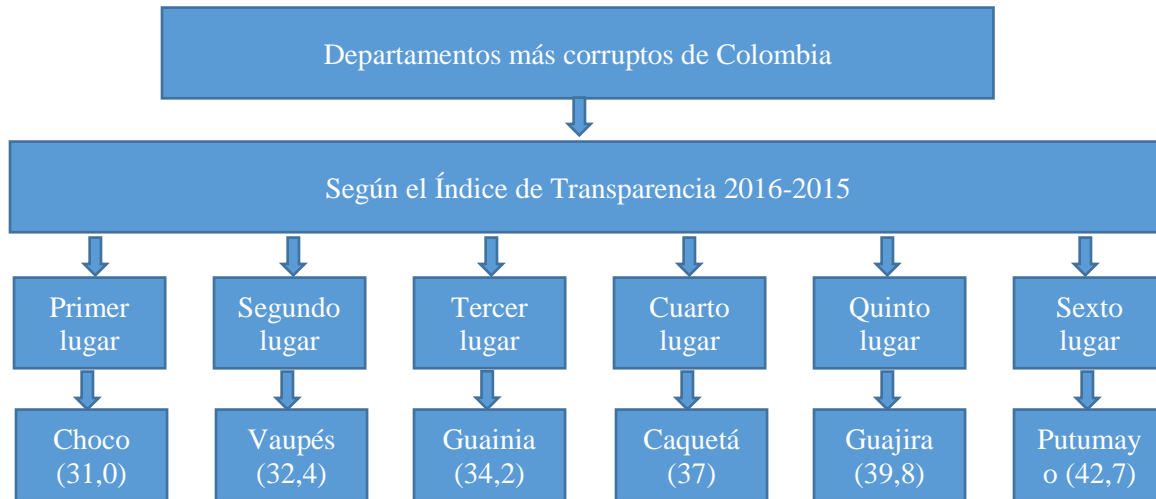 Departamentos más corruptos de Colombia
Según el Índice de Transparencia 2016-2015
Primer
lugar
Segundo
lugar
Tercer
lugar
Cuarto
lugar
Quinto
lugar
Sexto
lugar
Choco
(31,0)
Vaupés
(32,4)
Guainia
(34,2)
Caquetá
(37)
Guajira
(39,8)
Putumay
o (42,7)